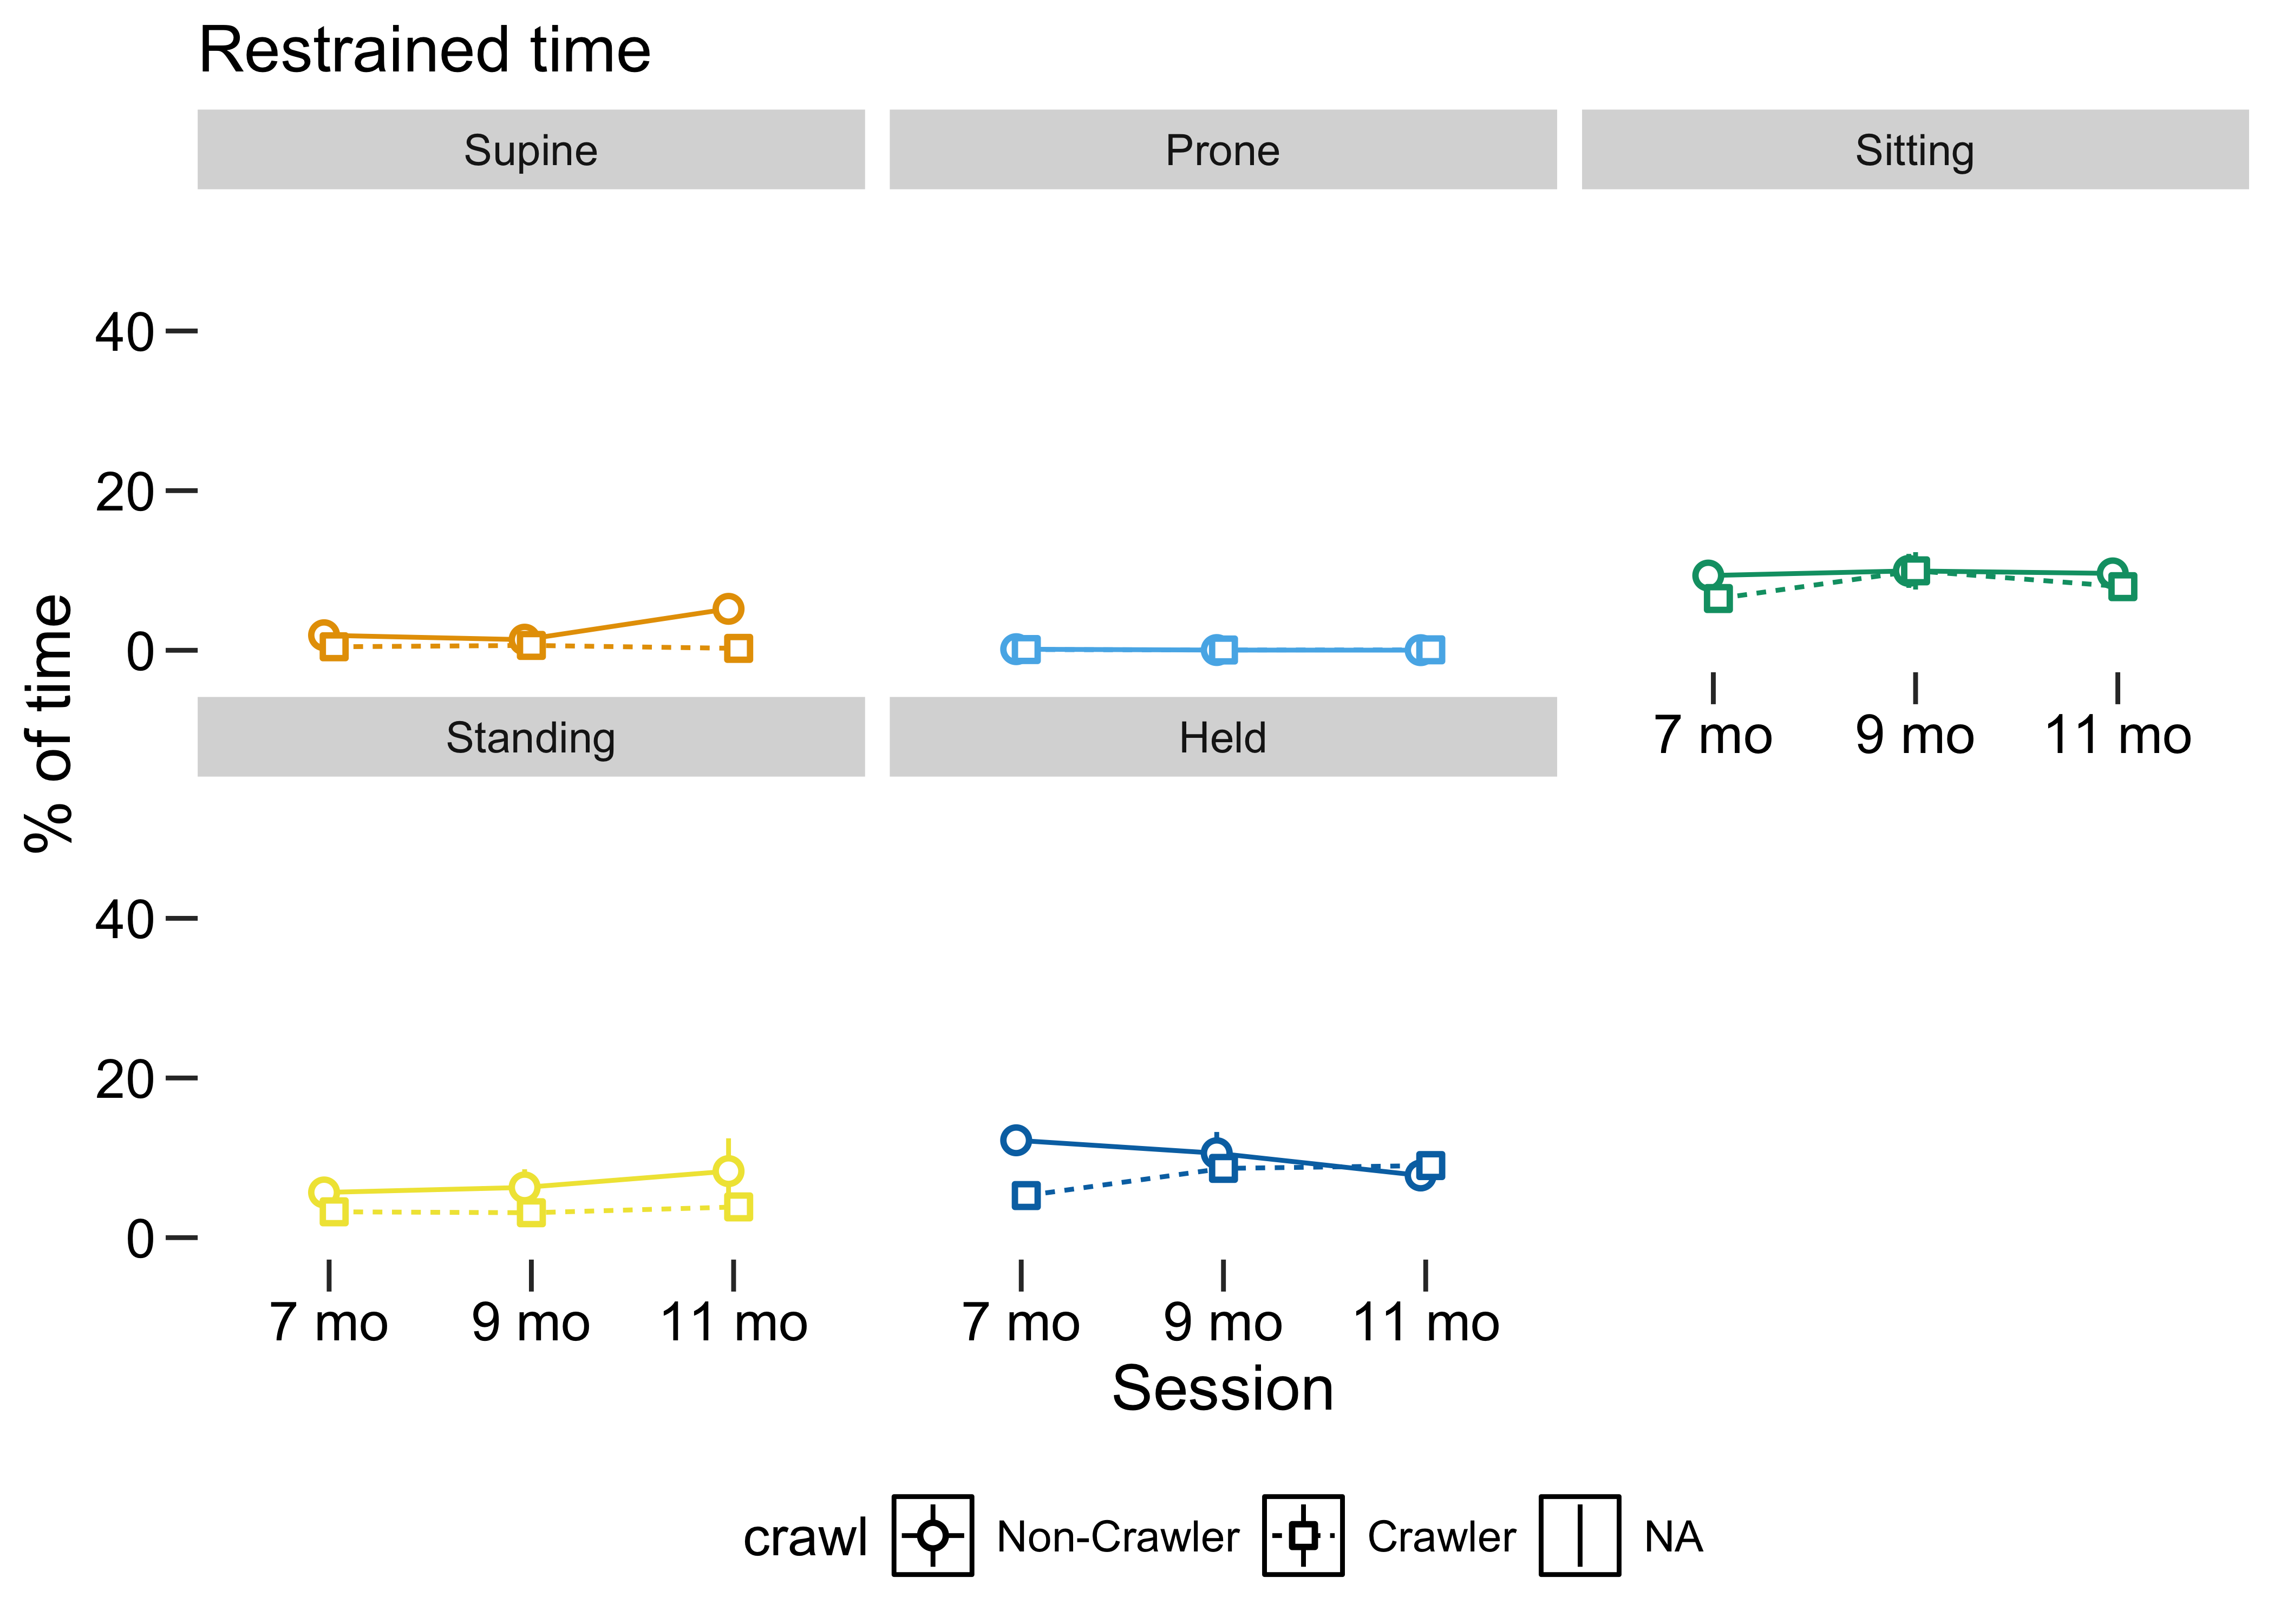 Restrained time
Supine
Prone
Sitting
40
20
0
% of time
7 mo 9 mo 11 mo
Standing
Held
40
20
0
7 mo 9 mo 11 mo
7 mo 9 mo 11 mo
Session
crawl Non-Crawler Crawler NA